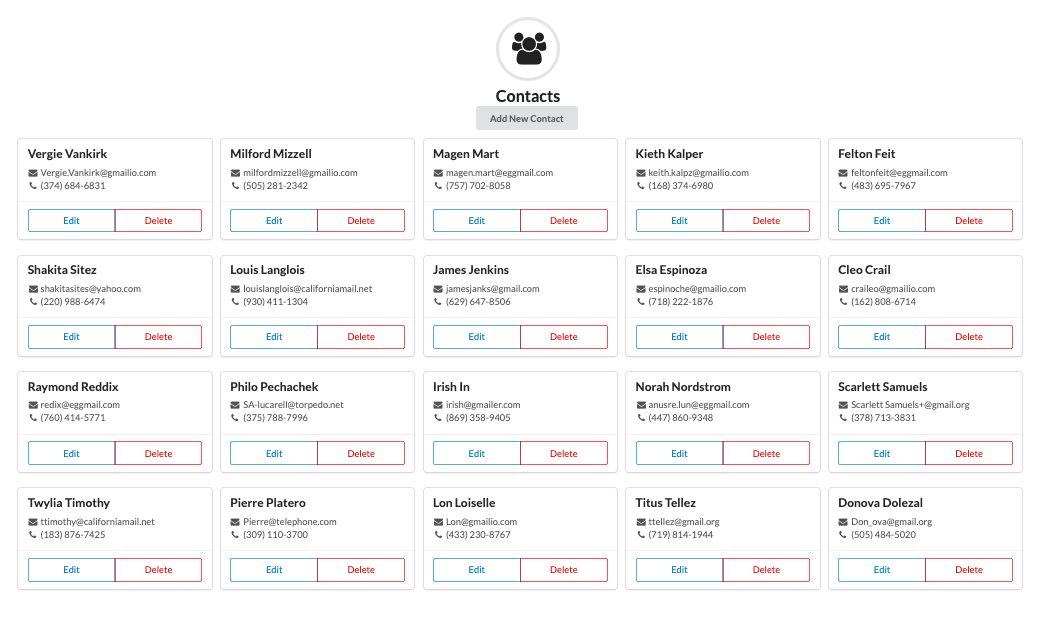 Contacts
Add New Contact
Vergie Vankirk
Vergie.Vankirk@gmailio.com
(374) 684-6831
Edit
Delete
Milford Mizzell
milfordmizzell@gmailio.com
(505) 281-2342
Edit
Delete
Magen Mart
magen.mart@eggmail.com
(757) 702-8058
Edit
Delete
Kieth Kalper
keith.kalpz@gmailio.com
(168) 374-6980
Edit
Delete
Felton Feit
feltonfeit@eggmail.com
(483) 695-7967
Edit
Delete
Shakita Sitez
shakitasites@yahoo.com
(220) 988-6474
Edit
Delete
Louis Langlois
louislanglois@californiamail.net
(930) 411-1304
Edit
Delete
James Jenkins
jamesjanks@gmail.com
(629) 647-8506
Edit
Delete
Elsa Espinoza
espinoche@gmailio.com
(718) 222-1876
Edit
Delete
Cleo Crail
craileo@gmailio.com
(162) 808-6714
Edit
Delete
Raymond Reddix
redix@eggmail.com
(760) 414-5771
Edit
Delete
Philo Pechachek
SA-lucarell@torpedo.net
(375) 788-7996
Edit
Delete
Irish In
irish@gmailer.com
(869) 358-9405
Edit
Delete
Norah Nordstrom
anusre.lun@eggmail.com
(447) 860-9348
Edit
Delete
Scarlett Samuels
Scarlett Samuels+@gmail.org
(378) 713-3831
Edit
Delete
Twylia Timothy
ttimothy@californiamail.net
(183) 876-7425
Edit
Delete
Pierre Platero
Pierre@telephone.com
(309) 110-3700
Edit
Delete
Lon Loiselle
Lon@gmailio.com
(433) 230-8767
Edit
Delete
Titus Tellez
ttellez@gmail.org
(719) 814-1944
Edit
Delete
Donova Dolezal
Don_ova@gmail.org
(505) 484-5020
Edit
Delete